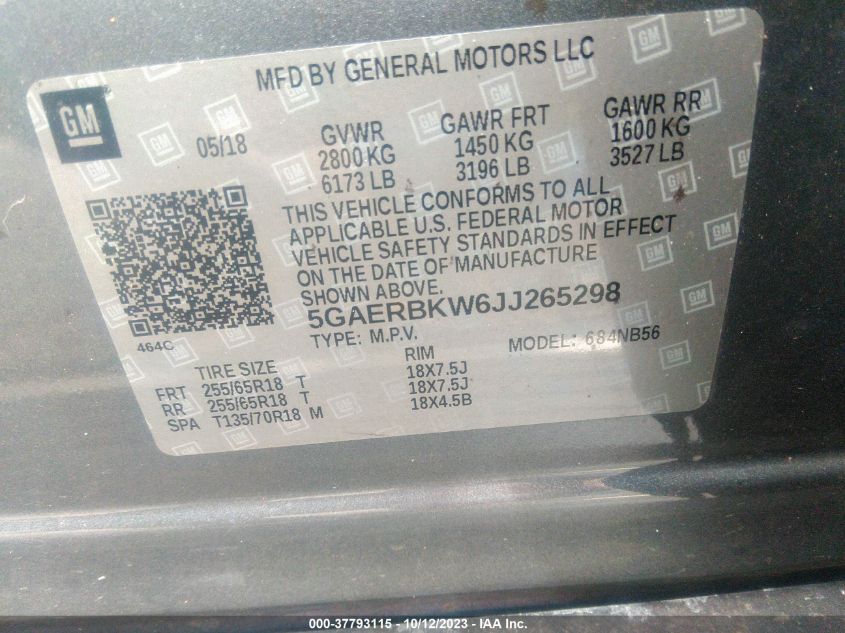 MFD BY GENERAL MOTORS LLC
GM
05/18
GVWR GAWR FRT GAWR RR
2800 KG 1450 KG 1600 KG
6173 LB 3196 LB 3527 LB
THIS VEHICLE CONFORMS TO ALL
APPLICABLE U.S. FEDERAL MOTOR
VEHICLE SAFETY STANDARDS IN EFFECT
ON THE DATE OF MANUFACTURE
SHOWN ABOVE.
5GAERBKW6JJ265298
464C
TYPE: M.P.V. MODEL: 684NB56
TIRE SIZE RIM
FRT 255/65R18 T 18X7.5J
RR 255/65R18 T 18X7.5J
SPA T135/70R18 M 18X4.5B
000-37793115 - 10/12/2023 - IAA Inc.